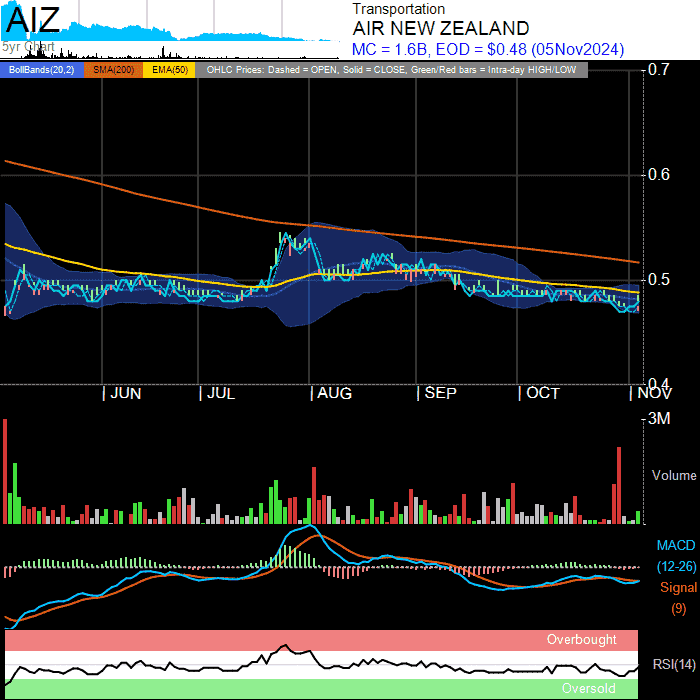 AIZ
5yr Chart
Transportation
AIR NEW ZEALAND
MC = 1.6B, EOD = $0.48 (05Nov2024)
BollBands(20,2) SMA(200) EMA(50) OHLC Prices: Dashed = OPEN, Solid = CLOSE, Green/Red bars = Intra-day HIGH/LOW
0.7
0.6
0.5
0.4
JUN JUL AUG SEP OCT NOV
3M
Volume
MACD
(12-26)
Signal
(9)
Overbought
RSI(14)
Oversold